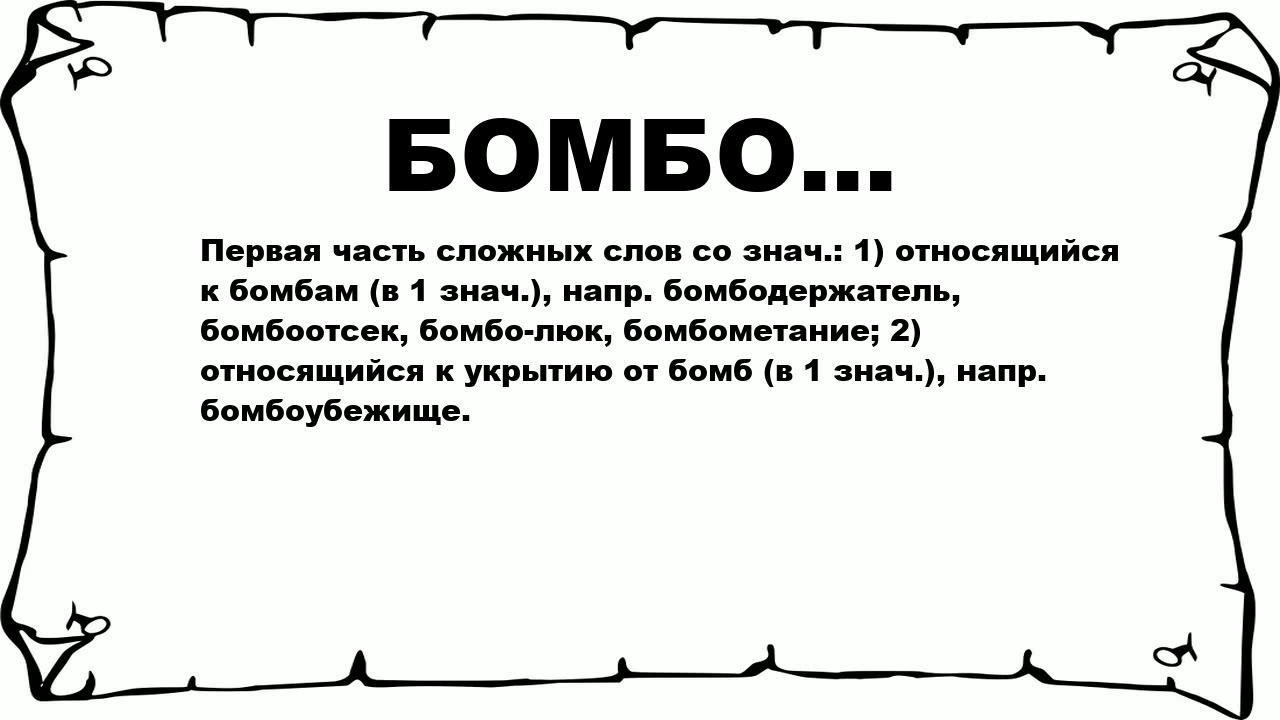 БОМБО...
Первая часть сложных слов со знач.: 1) относящийся
к бомбам (в 1 знач.), напр. бомбодержатель,
бомбоотсек, бомбо-люк, бомбометание; 2)
относящийся к укрытию от бомб (в 1 знач.), напр.
бомбоубежище.